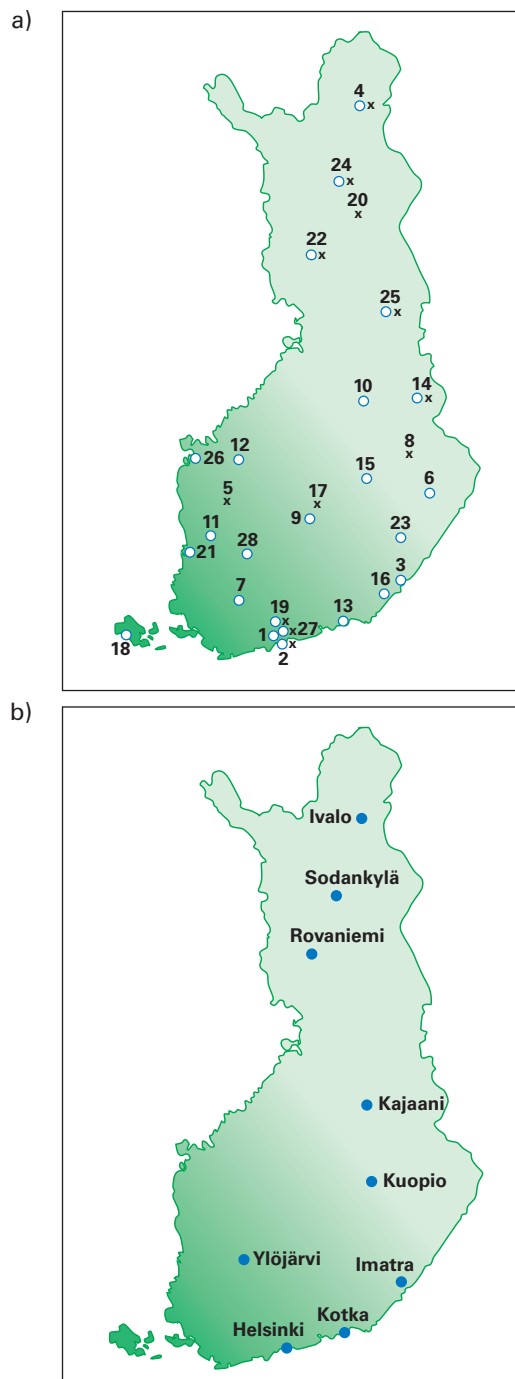 a)
4
x
24
x
20
x
22
x
25
x
10
14
x
8
x
12
26
15
5
x
17
x
6
9
11
23
28
21
3
7
16
19
x
13
x 27
1
x
18
2
b)
Ivalo
Sodankylä
Rovaniemi
Kajaani
Kuopio
Ylöjärvi
Imatra
Kotka
Helsinki